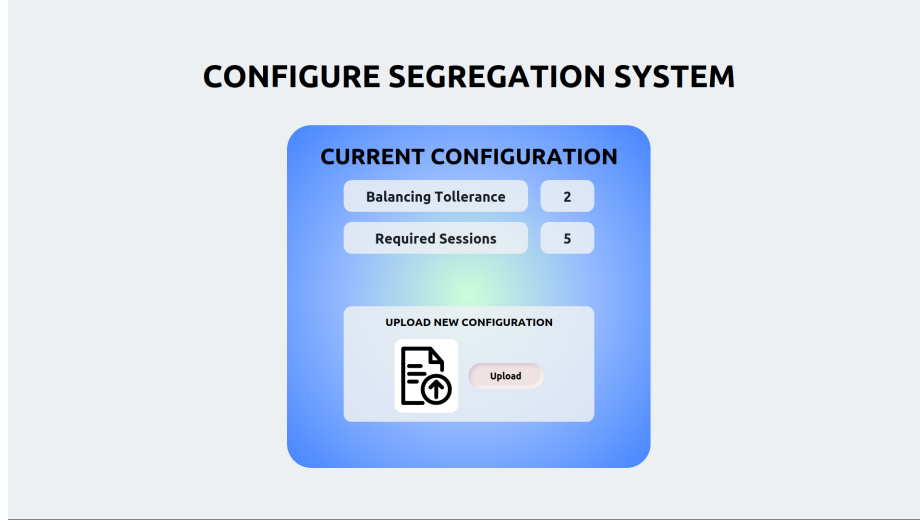 CONFIGURE SEGREGATION SYSTEM
CURRENT CONFIGURATION
Balancing Tollerance 2
Required Sessions 5
UPLOAD NEW CONFIGURATION
Upload